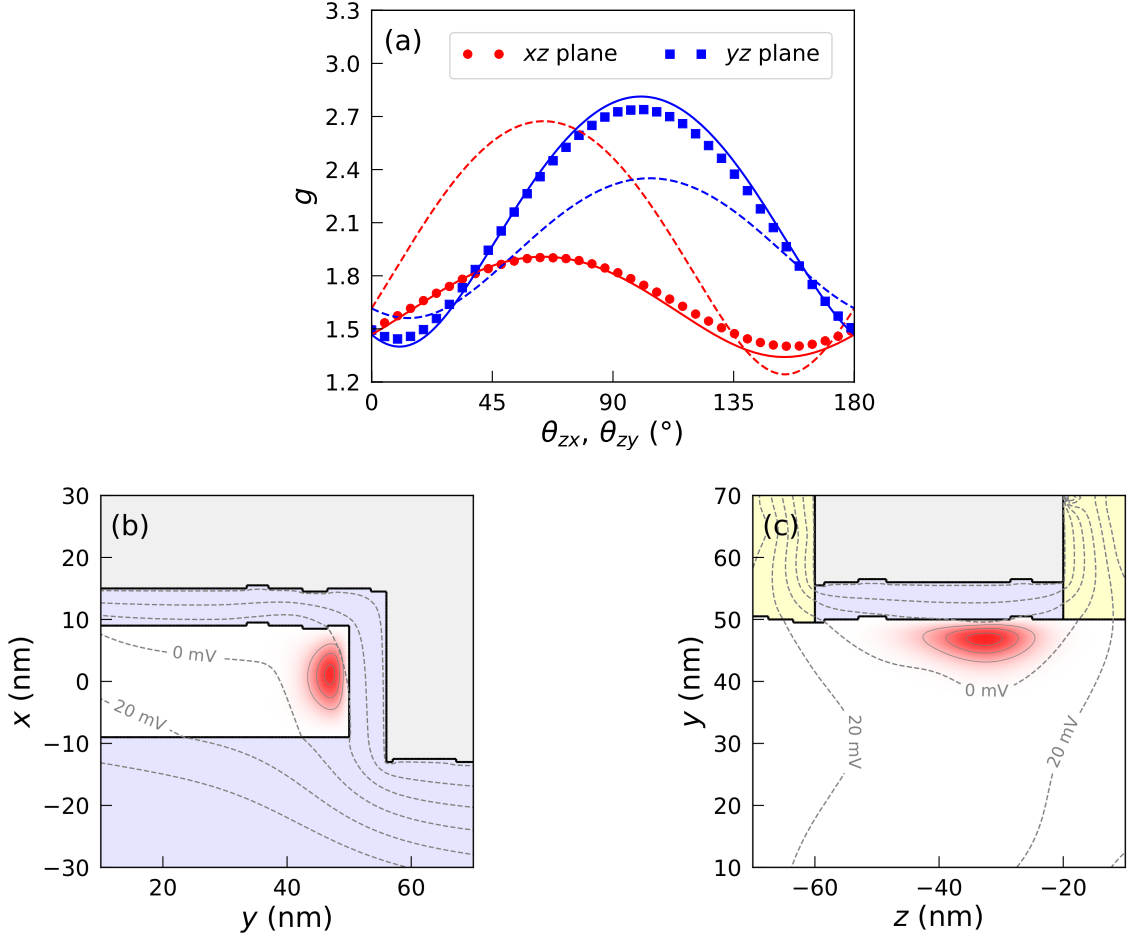 (a)
xz plane
yz plane
3.3
3.0
2.7
2.4
2.1
1.8
1.5
1.2
g
0 45 90 135 180
θzx, θzy (°)
(b)
30
20
10
0
−10
−20
−30
x (nm)
0 mV
20 mV
20 40 60
y (nm)
(c)
70
60
50
40
30
20
10
y (nm)
0 mV
20 mV
20 mV
−60 −40 −20
z (nm)